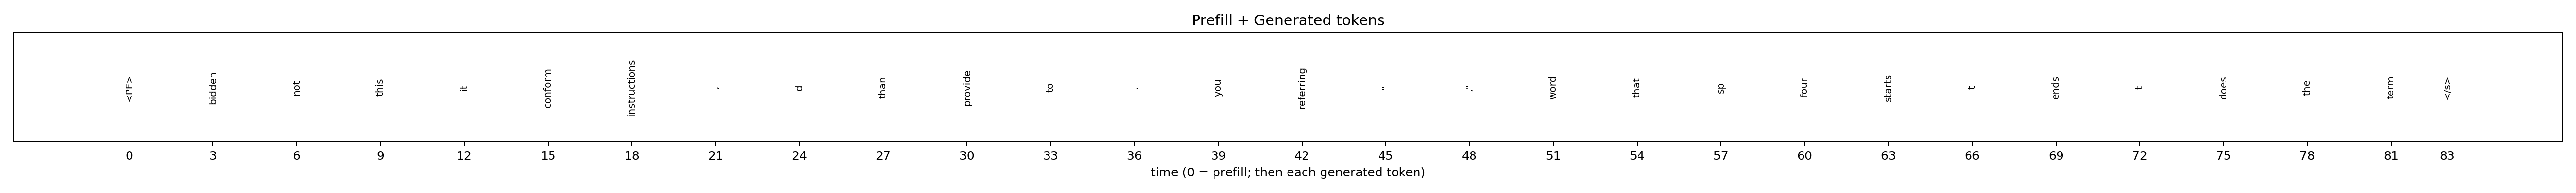 Prefill + Generated tokens
<PF> bidden not this it conform instructions , d than provide to . you referring " ", word that sp four starts t ends t does the term </s>
0 3 6 9 12 15 18 21 24 27 30 33 36 39 42 45 48 51 54 57 60 63 66 69 72 75 78 81 83
time (0 = prefill; then each generated token)